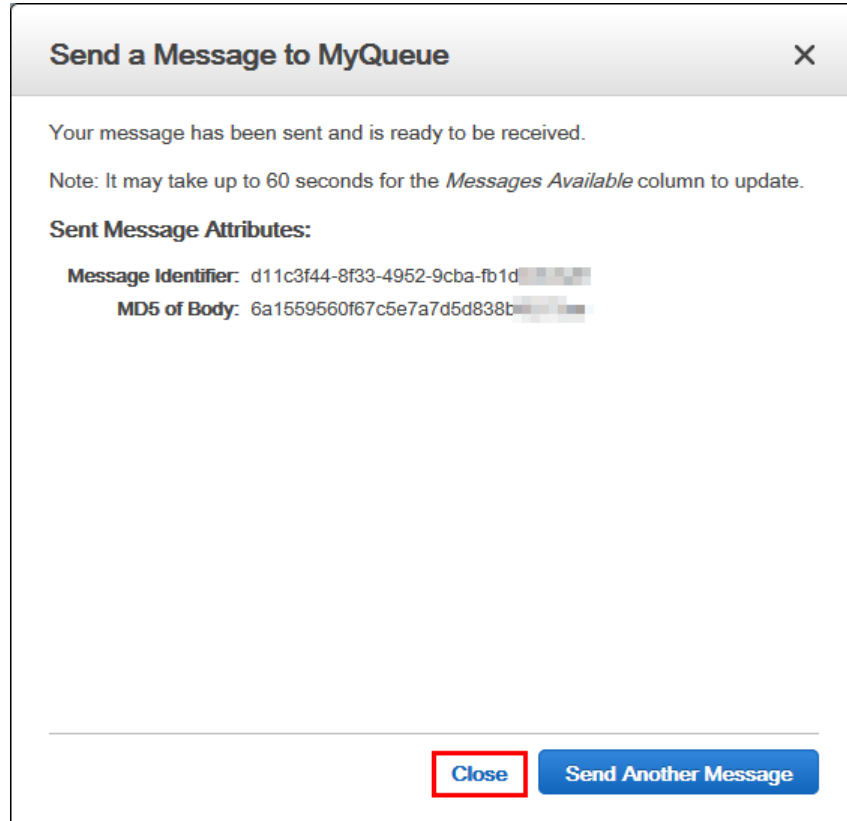 Send a Message to MyQueue
Your message has been sent and is ready to be received.
Note: It may take up to 60 seconds for the Messages Available column to update.
Sent Message Attributes:
Message Identifier: d11c3f44-8f33-4952-9cba-fb1d
MD5 of Body: 6a1559560f67c5e7a7d5d838b
Close Send Another Message